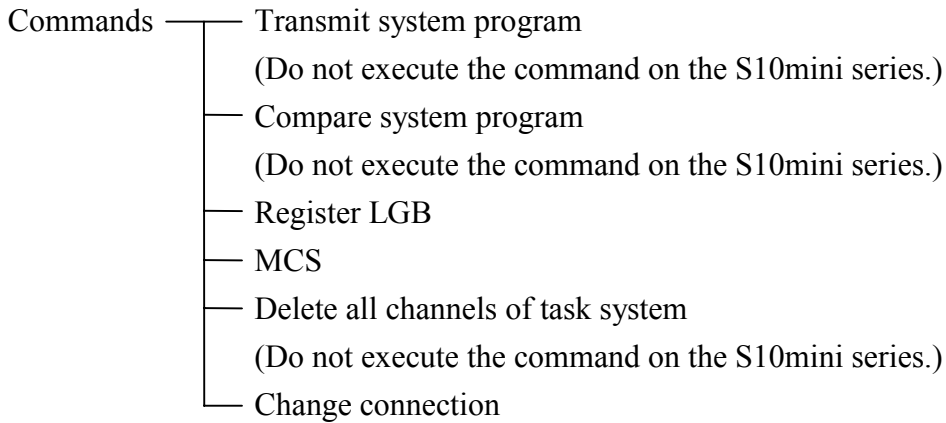 Commands Transmit system program
(Do not execute the command on the S10mini series.)
Compare system program
(Do not execute the command on the S10mini series.)
Register LGB
MCS
Delete all channels of task system
(Do not execute the command on the S10mini series.)
Change connection